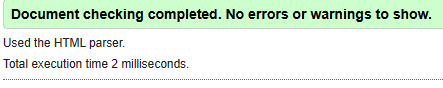 Document checking completed. No errors or warnings to show.
Used the HTML parser.
Total execution time 2 milliseconds.